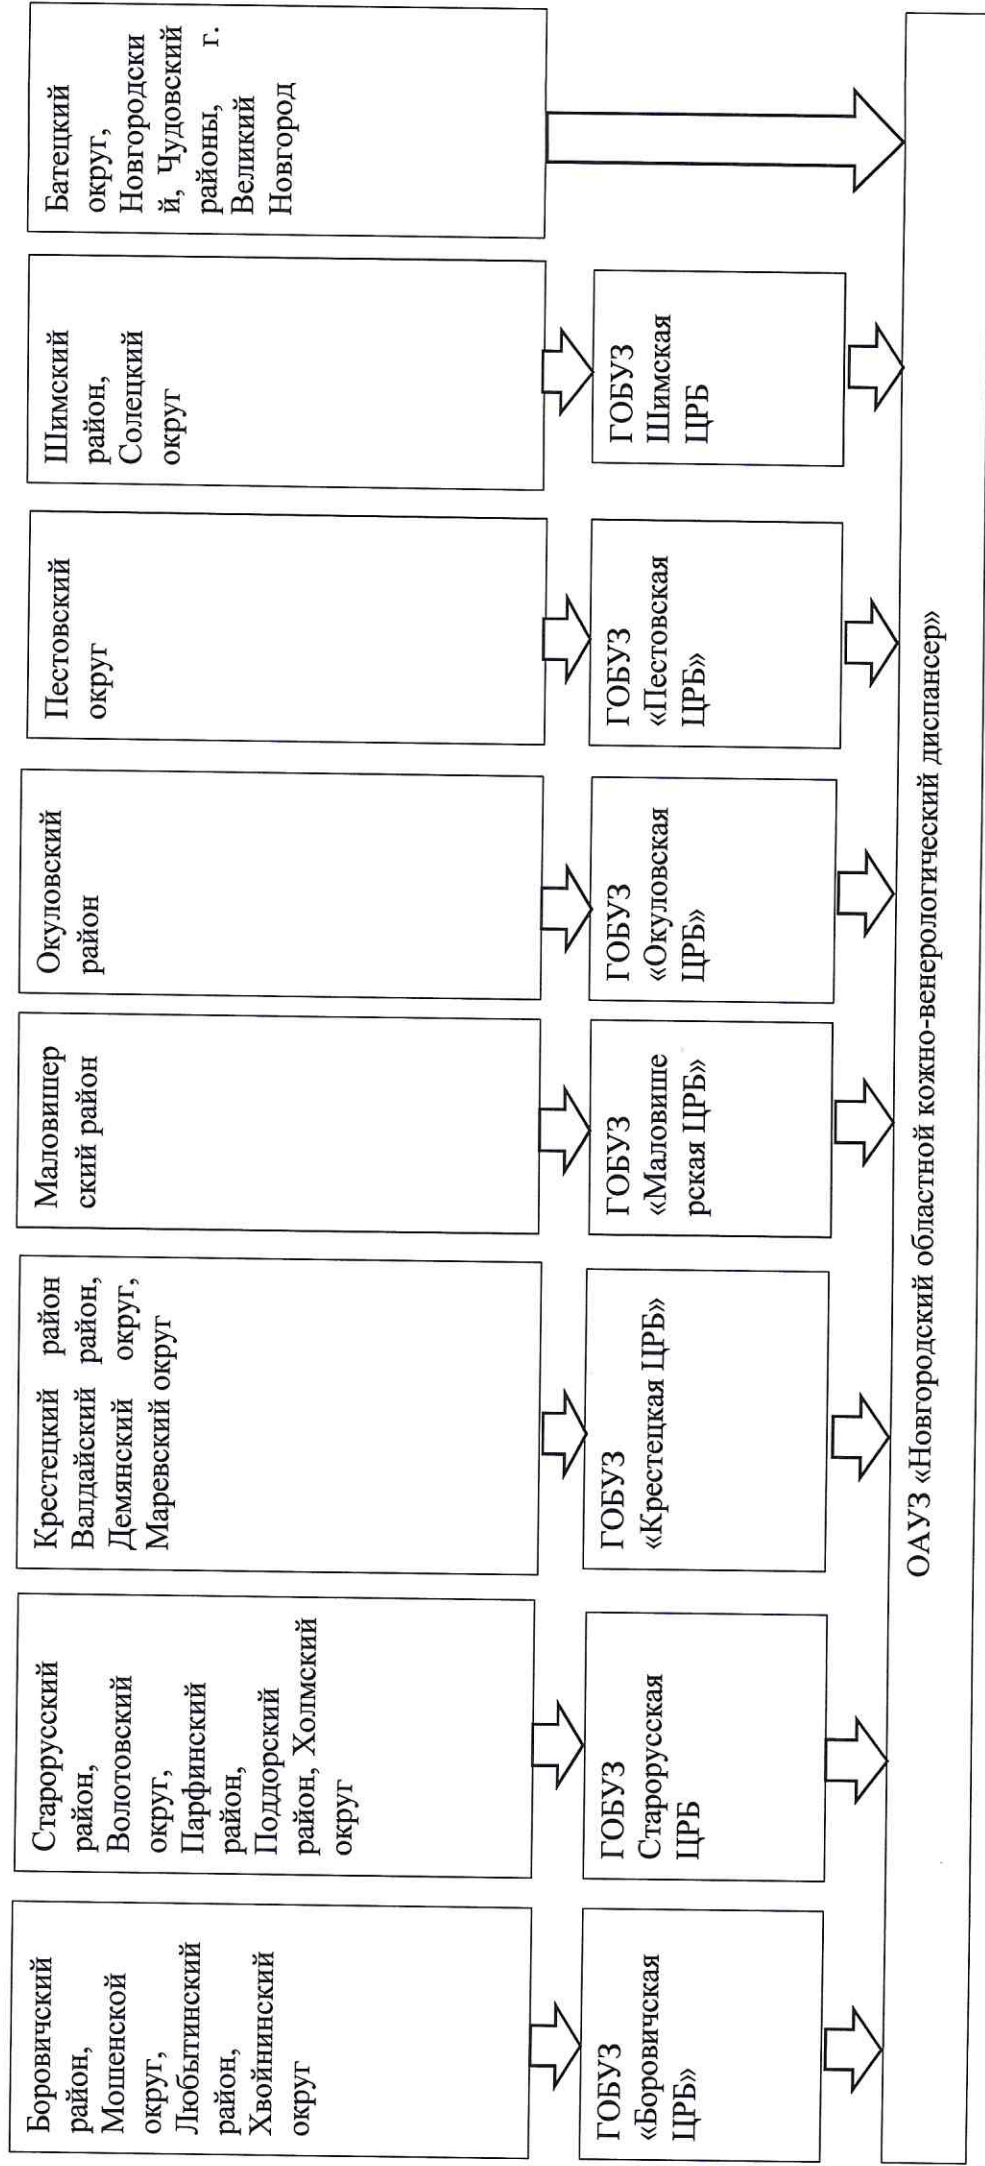 Боровичский
район,
Мошенской
округ,
Любытинский
район,
Хвойнинский
округ
Старорусский
район,
Волотовский
округ,
Парфинский
район,
Поддорский
район, Холмский
округ
Крестецкий район
Валдайский район,
Демянский округ,
Маревский округ
Маловишер
ский район
Окуловский
район
Пестовский
округ
Шимский
район,
Солецкий
округ
Батецкий
округ,
Новгородски
й, Чудовский
районы, г.
Великий
Новгород
ГОБУЗ
«Боровичская
ЦРБ»
ГОБУЗ
Старорусская
ЦРБ
ГОБУЗ
«Крестецкая ЦРБ»
ГОБУЗ
«Маловише
рская ЦРБ»
ГОБУЗ
«Окуловская
ЦРБ»
ГОБУЗ
«Пестовская
ЦРБ»
ГОБУЗ
Шимская
ЦРБ
ОАУЗ «Новгородский областной кожно-венерологический диспансер»